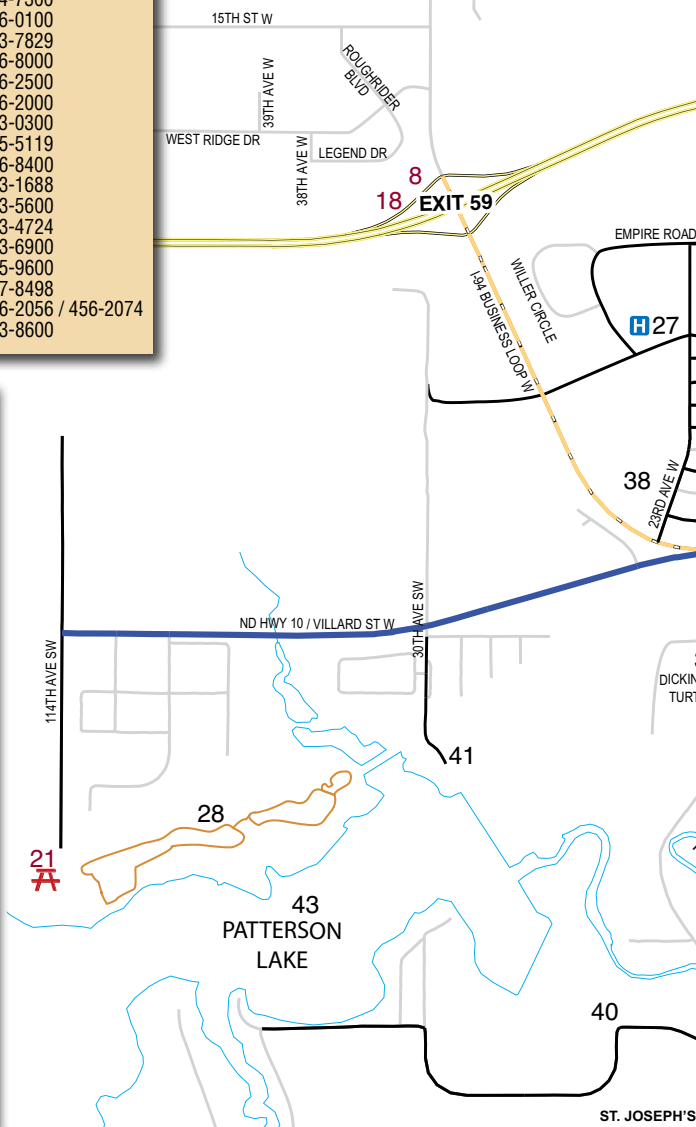 6-0100
3-7829
6-8000
6-2500
6-2000
3-0300
5-5119
6-8400
3-1688
3-5600
3-4724
3-6900
5-9600
7-8498
6-2056 / 456-2074
3-8600
15TH ST W
39TH AVE W
ROUGHRIDER
BLVD
WEST RIDGE DR
38TH AVE W
LEGEND DR
8
18
EXIT 59
EMPIRE ROAD
WILLER CIRCLE
I-94 BUSINESS LOOP W
H 27
38
23RD AVE W
ND HWY 10 / VILLARD ST W
30TH AVE SW
114TH AVE SW
DICKIN
TURT
41
28
21
43
PATTERSON
LAKE
40
ST. JOSEPH'S